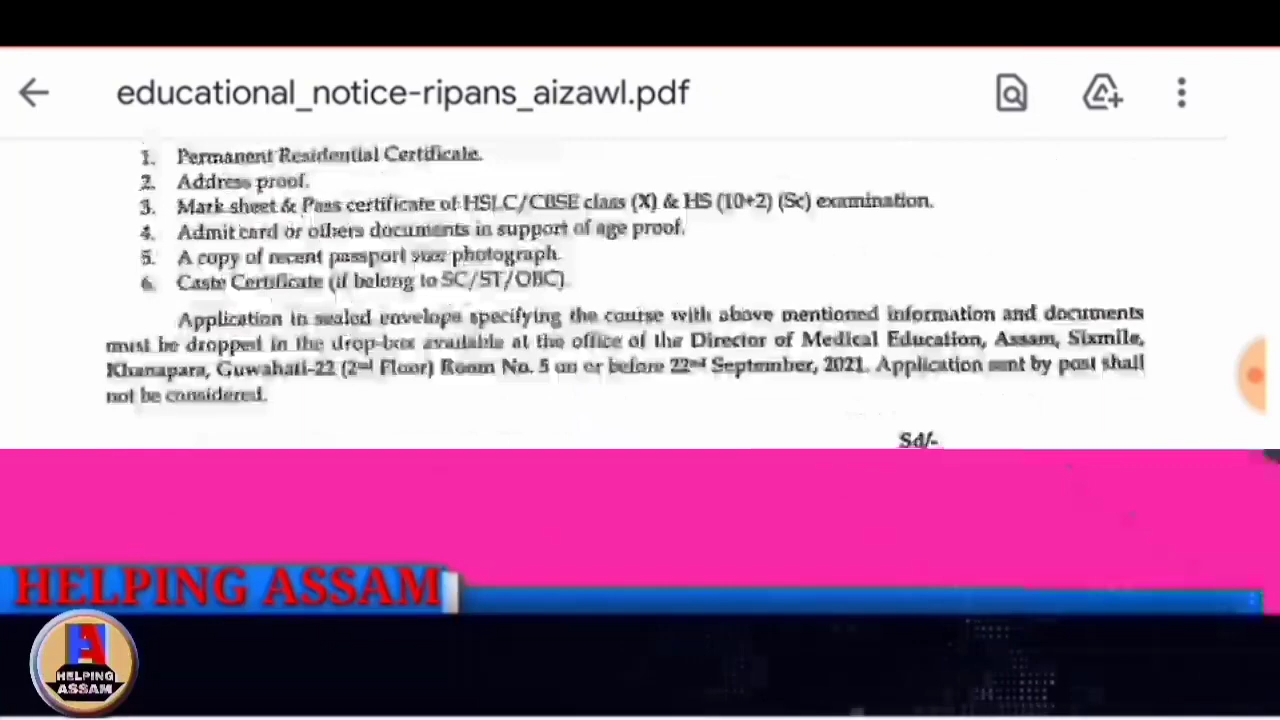 educational_notice-ripans_aizawl.pdf
1. Permanent Residential Certificate.
2. Address proof.
3. Mark sheet & Pass certificate of HSLC/CBSE class (X) & HS (10+2) (Sc) examination.
4. Admit card or others documents in support of age proof.
5. A copy of recent passport size photograph.
6. Caste Certificate (if belong to SC/ST/OBC).
Application in sealed envelope specifying the course with above mentioned information and documents
must be dropped in the drop-box available at the office of the Director of Medical Education, Assam, Sixmile,
Khanapara, Guwahati-22 (2nd Floor) Room No. 5 on or before 22nd September, 2021. Application sent by post shall
not be considered.
Sd/-
HELPING ASSAM
HA
HELPING
ASSAM